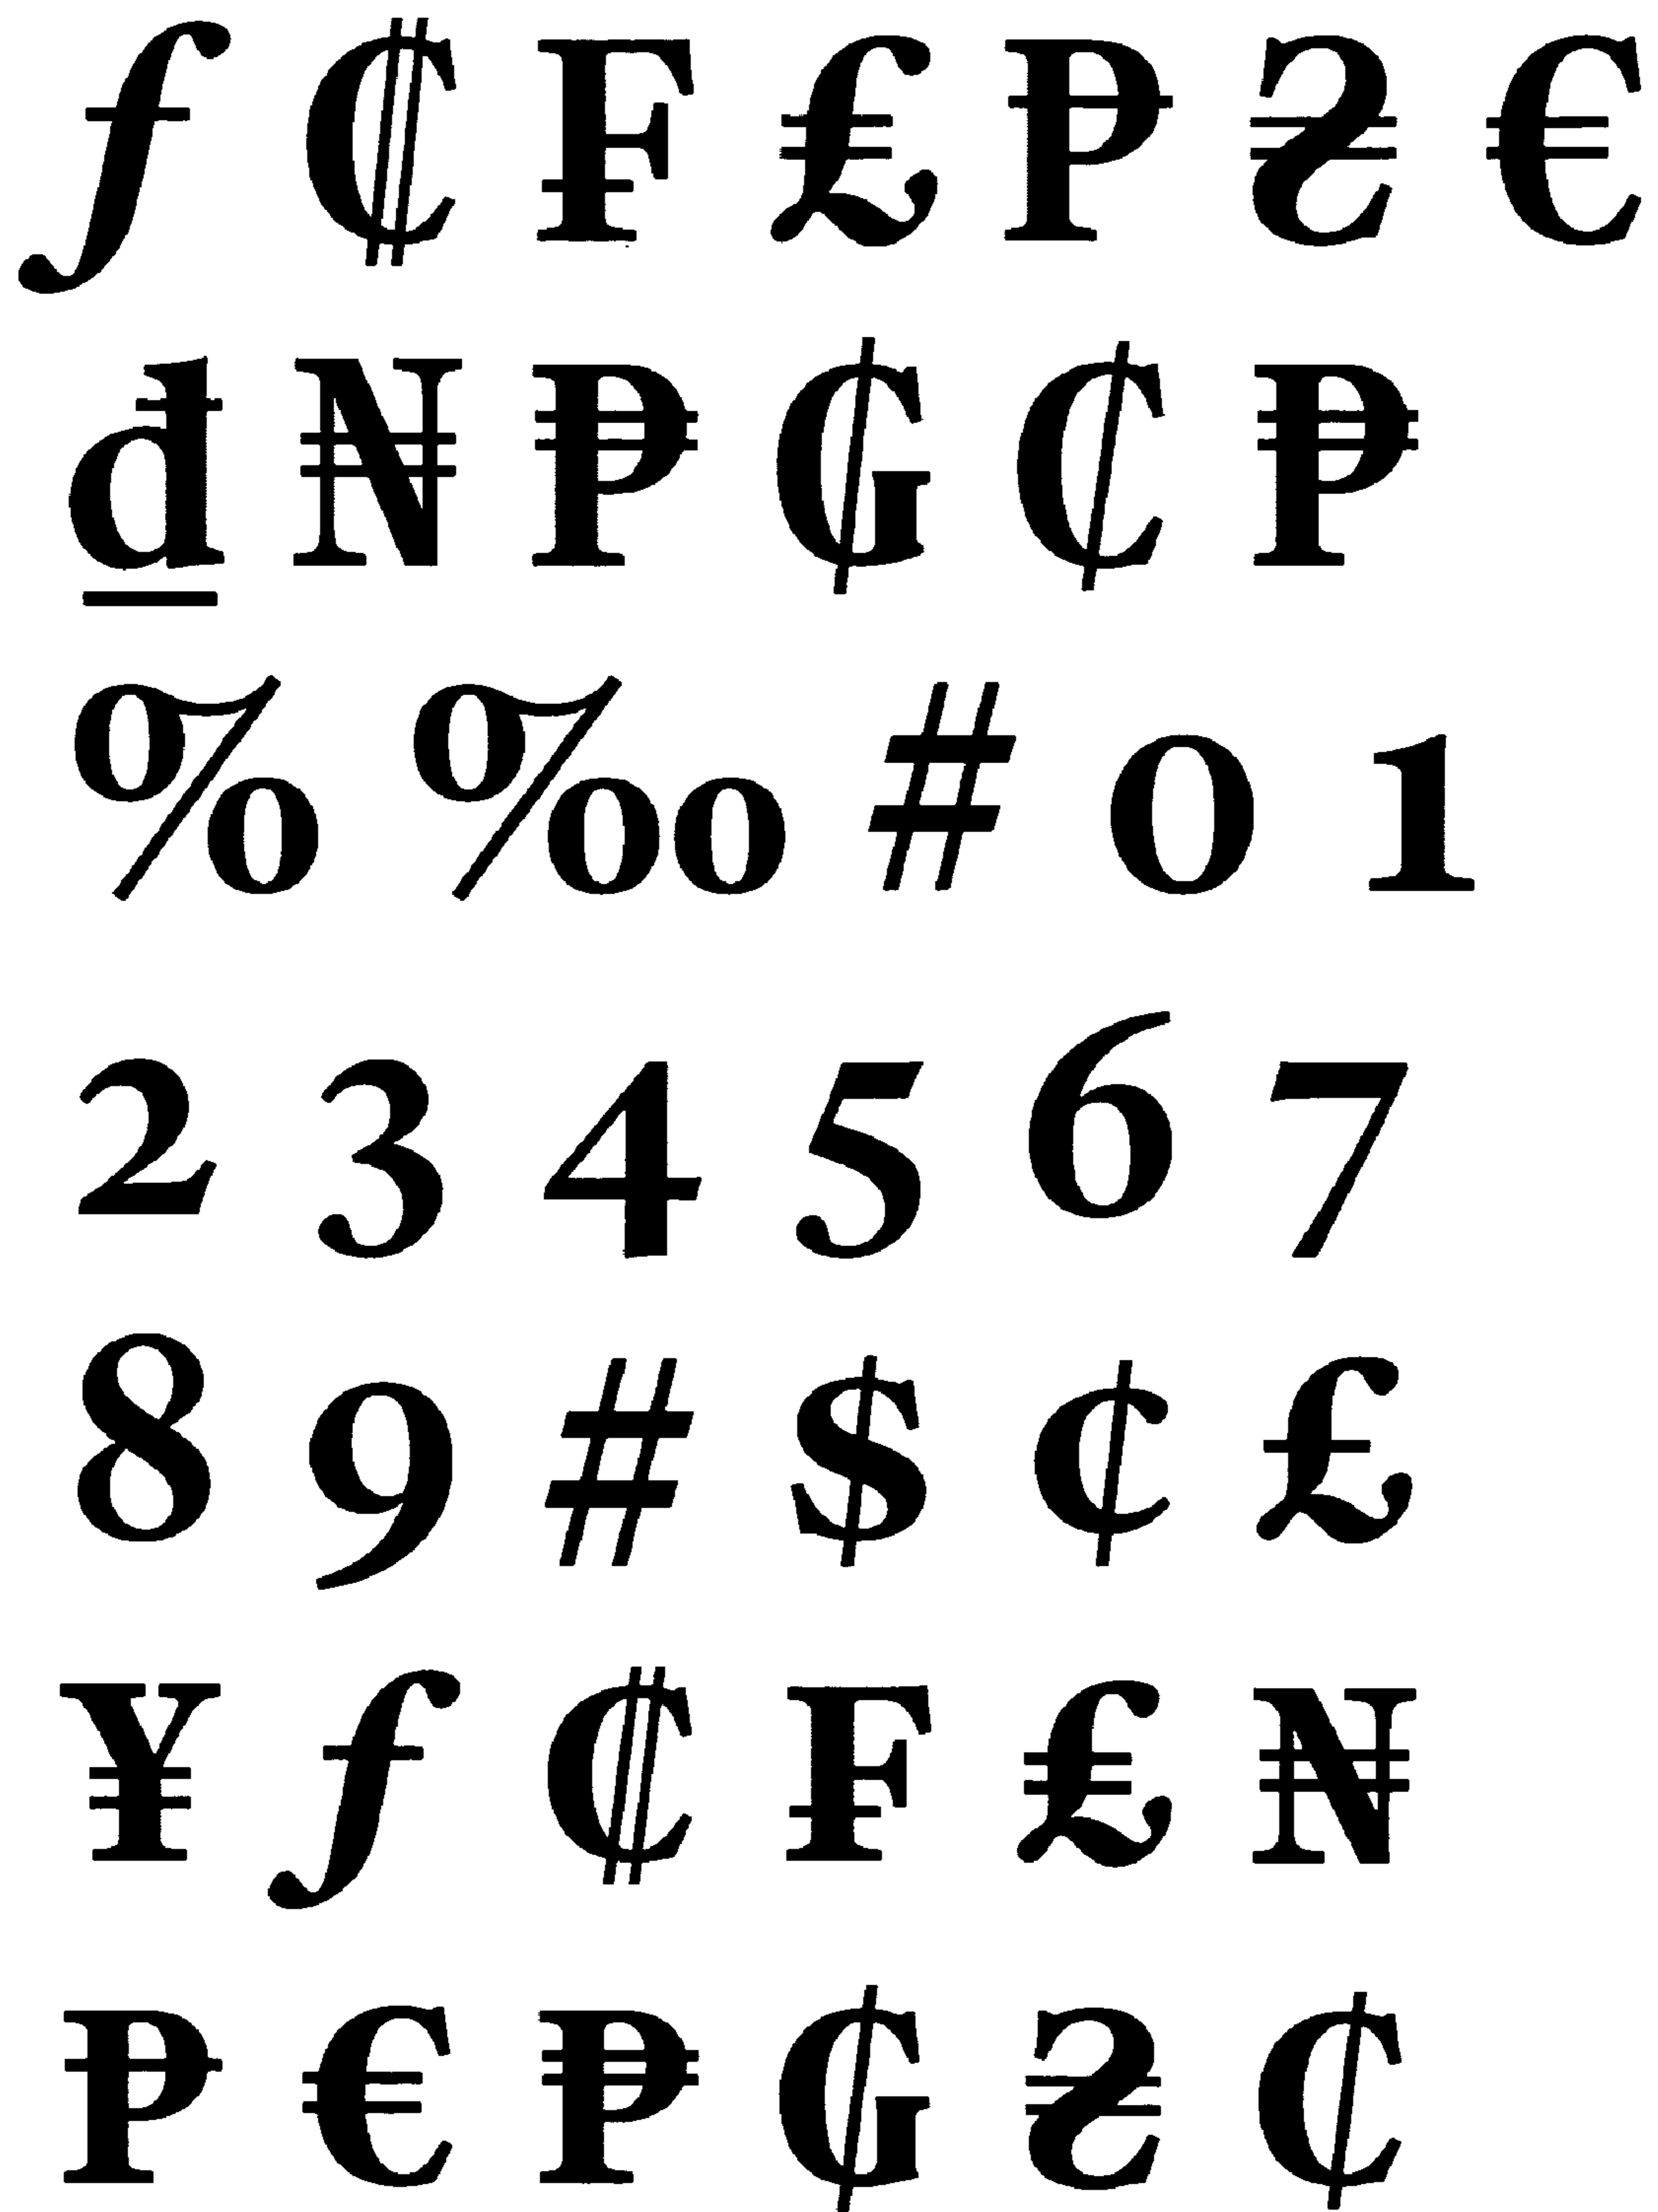 ƒ ₡ ₣ ₤ ₽ ₴ €
₫ ₦ ₱ ₲ ₵ ₱
% ‰ # 0 1
2 3 4 5 6 7
8 9 # $ ¢ £
¥ ƒ ₡ ₣ ₤ ₦
₽ € ₱ ₲ ₴ ₵